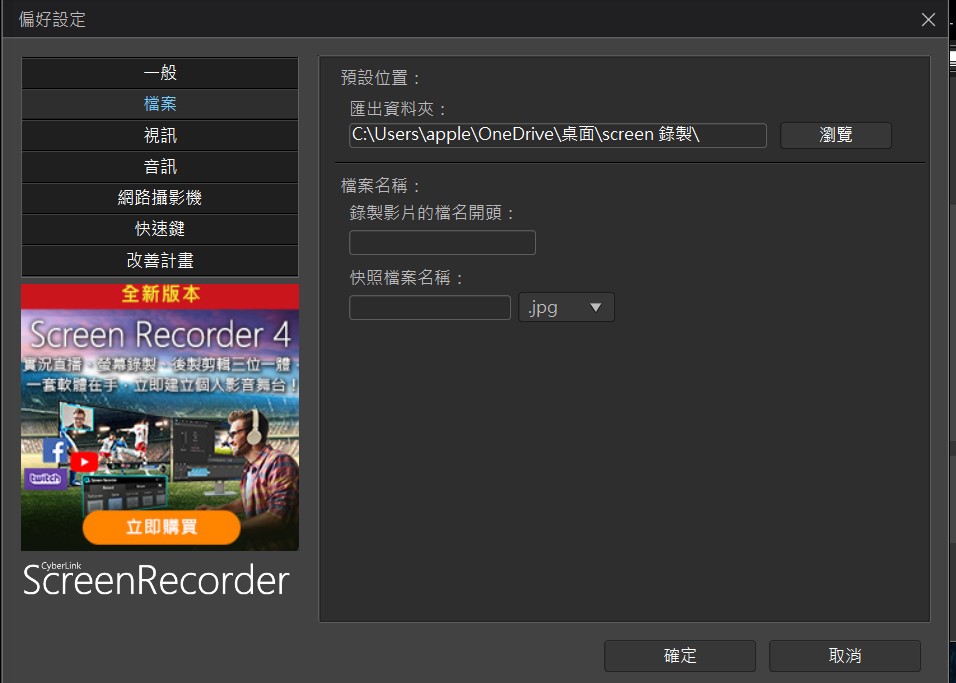 偏好設定
一般
檔案
視訊
音訊
網路攝影機
快速鍵
改善計畫
全新版本
Screen Recorder 4
實況直播、螢幕錄製、後製剪輯三位一體，
一套軟體在手，立即建立個人影音舞台！
twitch
Screen Recorder
立即購買
CyberLink
ScreenRecorder
預設位置：
匯出資料夾：
C:\Users\apple\OneDrive\桌面\screen 錄製\
瀏覽
檔案名稱：
錄製影片的檔名開頭：
快照檔案名稱：
.jpg
確定
取消